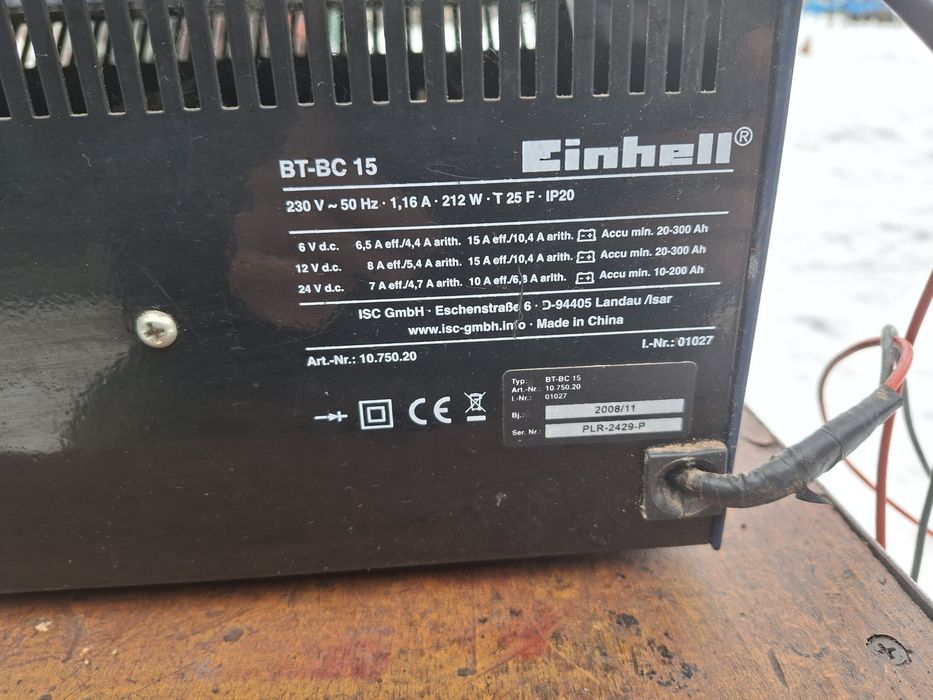 Einhell®
BT-BC 15
230 V ~ 50 Hz · 1,16 A · 212 W · T 25 F · IP20
6 V d.c. 6,5 A eff./4,4 A arith. 15 A eff./10,4 A arith. - + Accu min. 20-300 Ah
12 V d.c. 8 A eff./5,4 A arith. 15 A eff./10,4 A arith. - + Accu min. 20-300 Ah
24 V d.c. 7 A eff./4,7 A arith. 10 A eff./6,3 A arith. - + Accu min. 10-200 Ah
ISC GmbH · Eschenstraße 6 · D-94405 Landau /Isar
www.isc-gmbh.info · Made in China
Art.-Nr.: 10.750.20 I.-Nr.: 01027
CE
Typ: BT-BC 15
Art.-Nr.: 10.750.20
I.-Nr.: 01027
Bj.: 2008/11
Ser. Nr.: PLR-2429-P